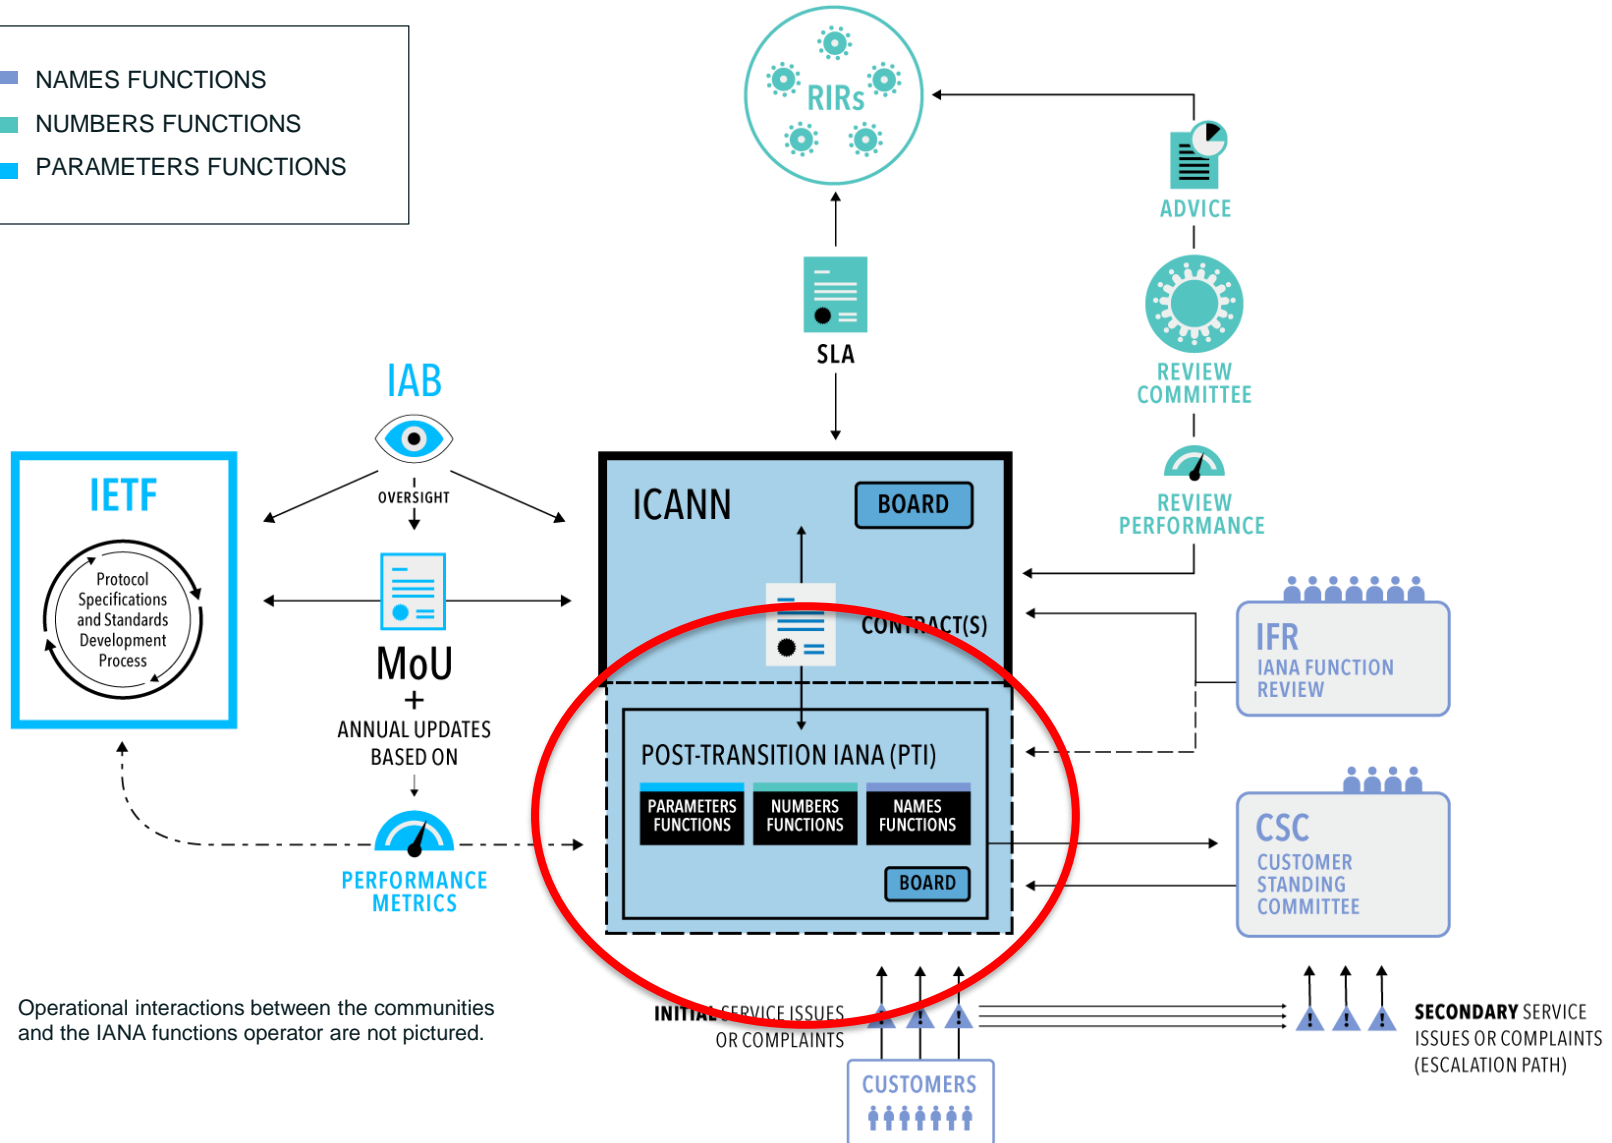 NAMES FUNCTIONS
NUMBERS FUNCTIONS
PARAMETERS FUNCTIONS
RIRs
ADVICE
SLA
REVIEW
COMMITTEE
REVIEW
PERFORMANCE
IAB
OVERSIGHT
IETF
Protocol
Specifications
and Standards
Development
Process
MoU
+
ANNUAL UPDATES
BASED ON
PERFORMANCE
METRICS
ICANN
BOARD
CONTRACT(S)
POST-TRANSITION IANA (PTI)
PARAMETERS
FUNCTIONS
NUMBERS
FUNCTIONS
NAMES
FUNCTIONS
BOARD
IFR
IANA FUNCTION
REVIEW
CSC
CUSTOMER
STANDING
COMMITTEE
Operational interactions between the communities
and the IANA functions operator are not pictured.
INITIAL SERVICE ISSUES
OR COMPLAINTS
! ! !
! ! !
SECONDARY SERVICE
ISSUES OR COMPLAINTS
(ESCALATION PATH)
CUSTOMERS